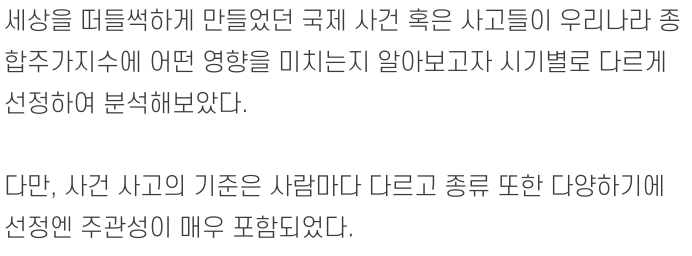 세상을 떠들썩하게 만들었던 국제 사건 혹은 사고들이 우리나라 종
합주가지수에 어떤 영향을 미치는지 알아보고자 시기별로 다르게
선정하여 분석해보았다.
다만, 사건 사고의 기준은 사람마다 다르고 종류 또한 다양하기에
선정엔 주관성이 매우 포함되었다.